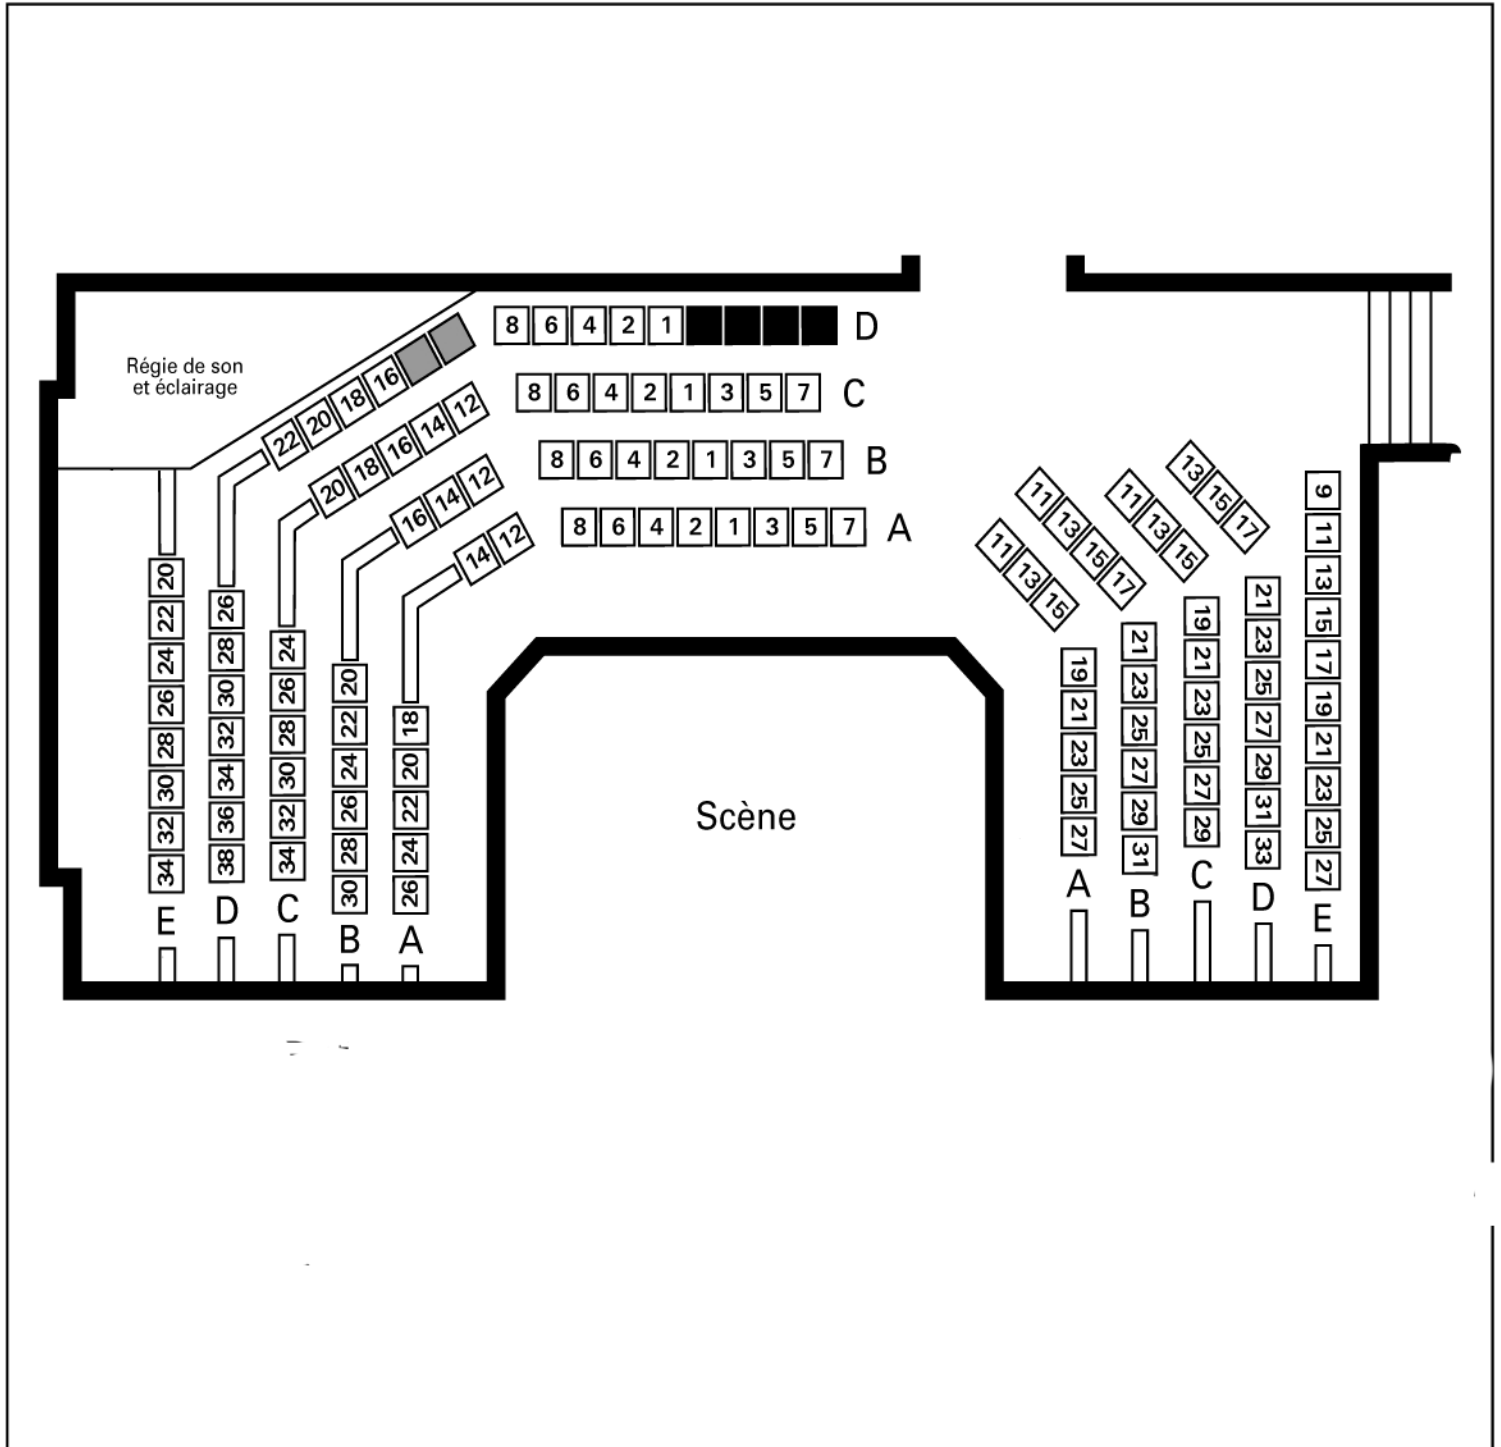 8 6 4 2 1 D
Régie de son
et éclairage
22 20 18 16
8 6 4 2 1 3 5 7 C
20 18 16 14 12
8 6 4 2 1 3 5 7 B
16 14 12
8 6 4 2 1 3 5 7 A
14 12
11 13 15
11 13 15 17
11 13 15
13 15 17
20 22 24 26 28 30 32 34 E
26 28 30 32 34 36 38 D
24 26 28 30 32 34 C
20 22 24 26 28 30 B
18 20 22 24 26 A
Scène
19 21 23 25 27 A
21 23 25 27 29 31 B
19 21 23 25 27 29 C
21 23 25 27 29 31 33 D
9 11 13 15 17 19 21 23 25 27 E